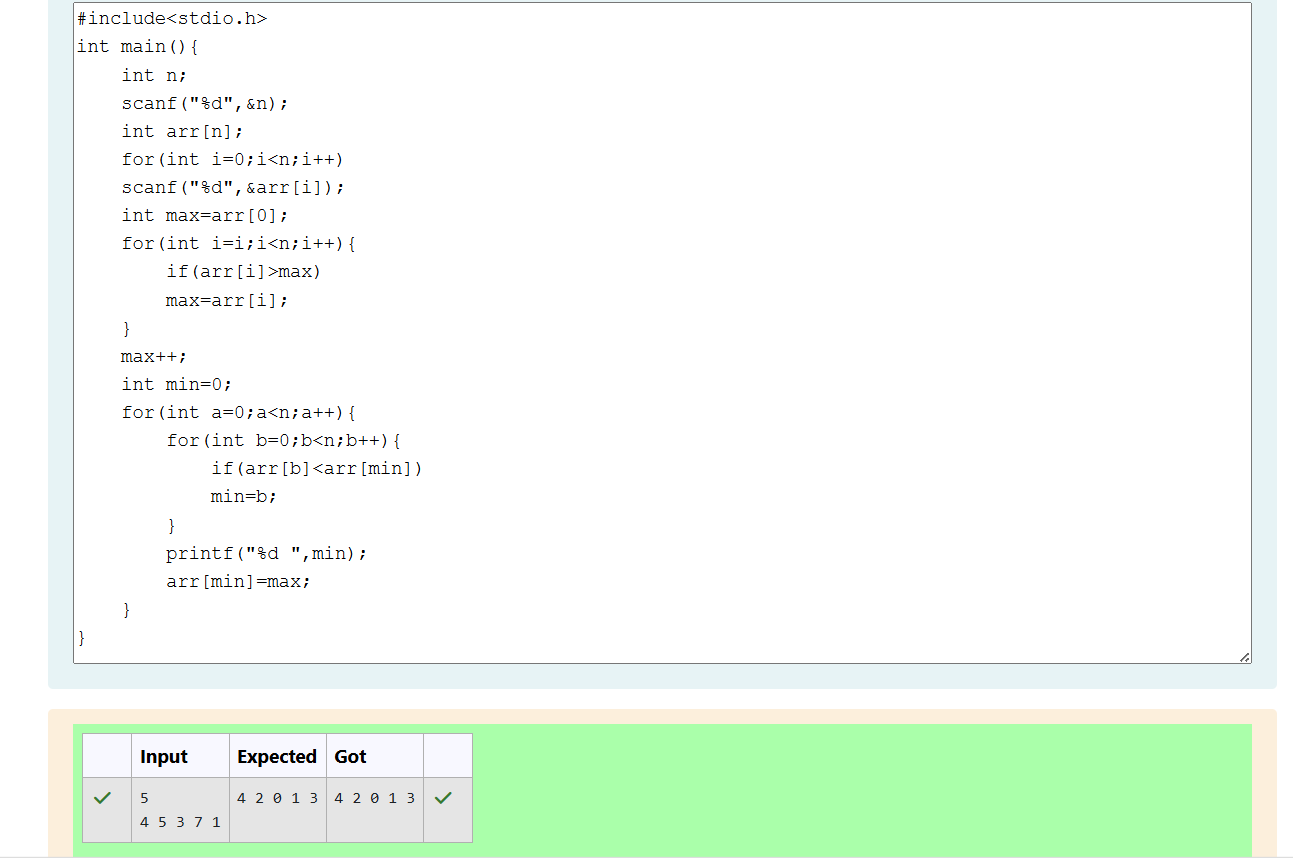 #include<stdio.h>
int main(){
    int n;
    scanf("%d",&n);
    int arr[n];
    for(int i=0;i<n;i++)
    scanf("%d",&arr[i]);
    int max=arr[0];
    for(int i=i;i<n;i++){
        if(arr[i]>max)
        max=arr[i];
    }
    max++;
    int min=0;
    for(int a=0;a<n;a++){
        for(int b=0;b<n;b++){
            if(arr[b]<arr[min])
            min=b;
        }
        printf("%d ",min);
        arr[min]=max;
    }
}
Input Expected Got
5 4 2 0 1 3 4 2 0 1 3
4 5 3 7 1